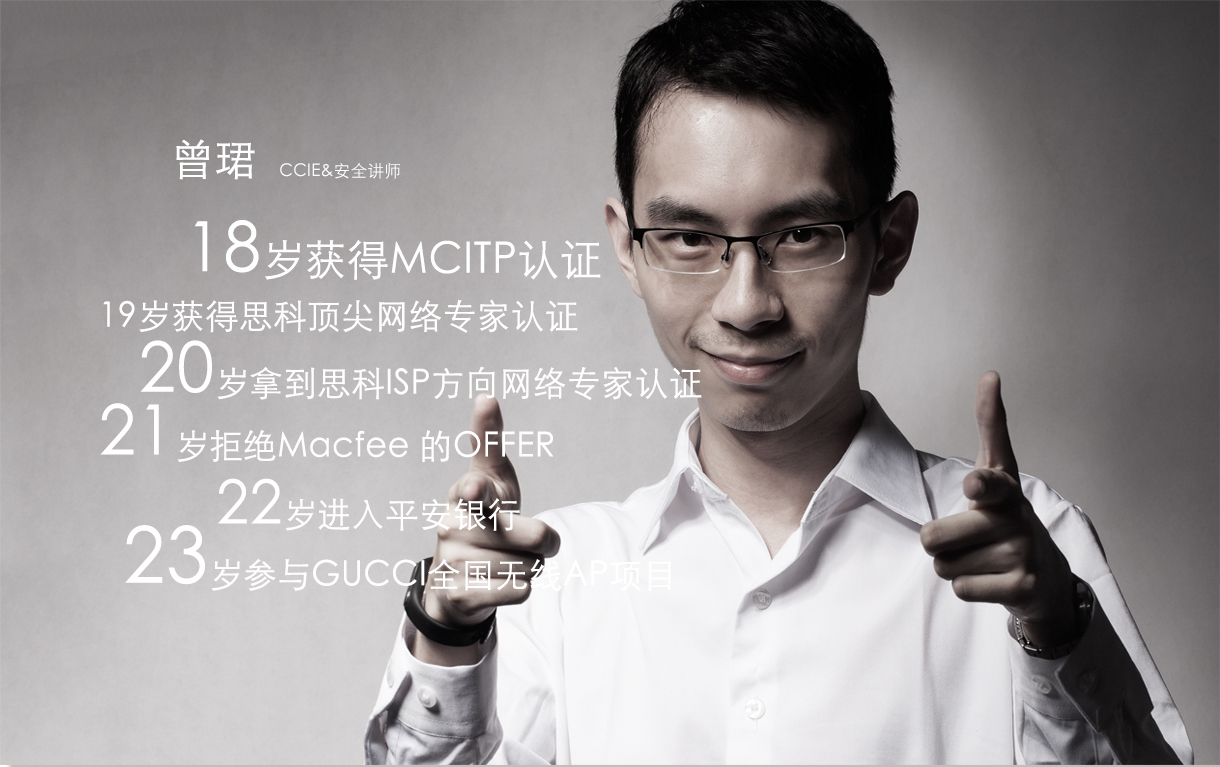 曾珺 CCIE&安全讲师
18岁获得MCITP认证
19岁获得思科顶尖网络专家认证
20岁拿到思科ISP方向网络专家认证
21岁拒绝Macfee 的OFFER
22岁进入平安银行
23岁参与GUCCI全国无线AP项目